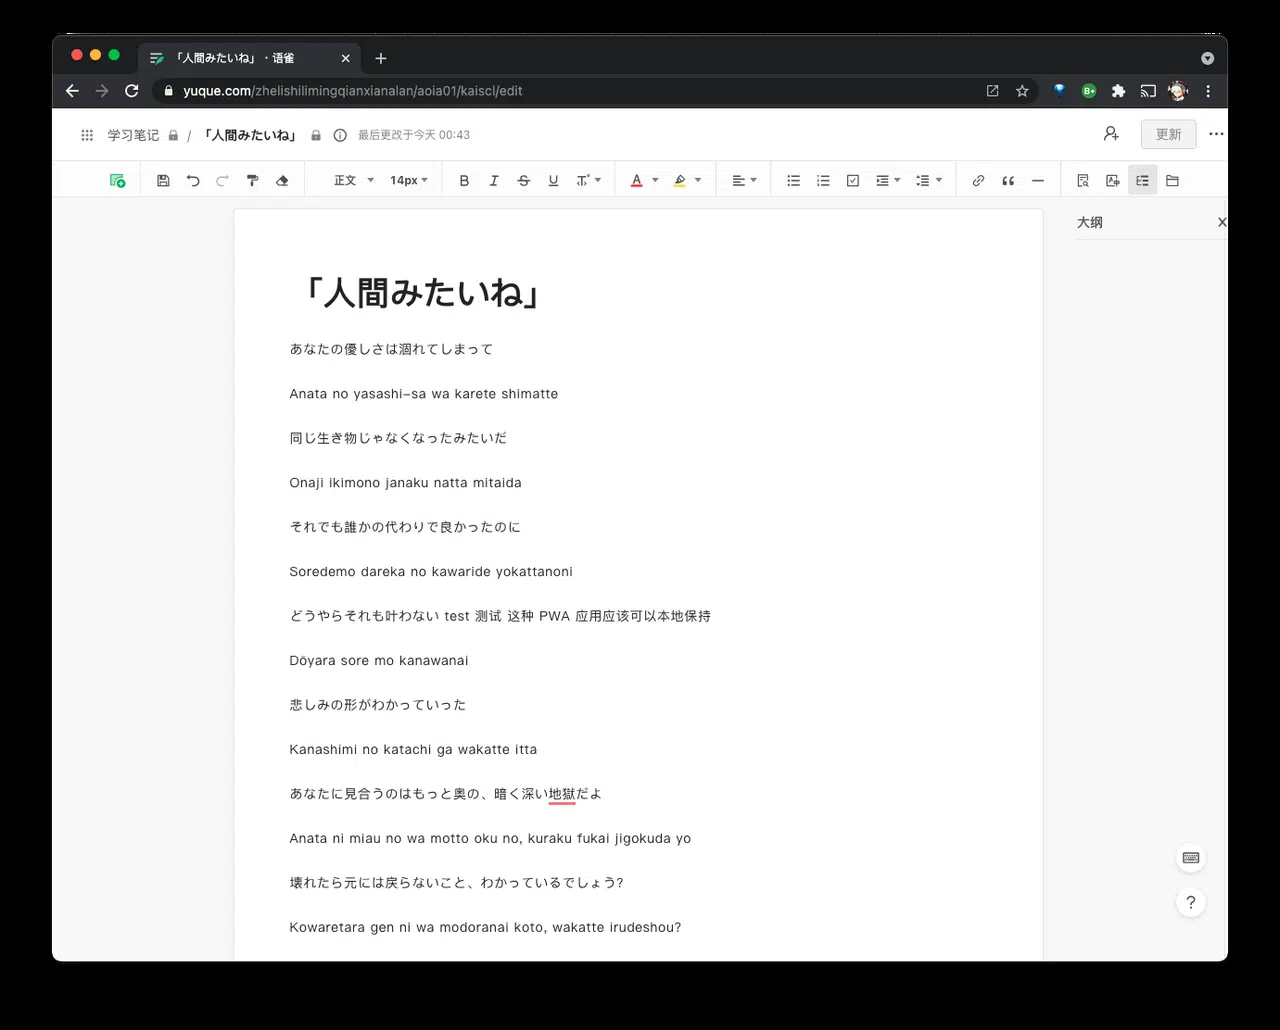 「人間みたいね」 · 语雀
yuque.com/zhelishilimingqianxianalan/aoia01/kaiscl/edit
学习笔记 / 「人間みたいね」 最后更改于今天 00:43
更新
正文 14px B I S U A
大纲
「人間みたいね」
あなたの優しさは涸れてしまって
Anata no yasashi-sa wa karete shimatte
同じ生き物じゃなくなったみたいだ
Onaji ikimono janaku natta mitaida
それでも誰かの代わりで良かったのに
Soredemo dareka no kawaride yokattanoni
どうやらそれも叶わない test 测试 这种 PWA 应用应该可以本地保持
Dōyara sore mo kanawanai
悲しみの形がわかっていった
Kanashimi no katachi ga wakatte itta
あなたに見合うのはもっと奥の、暗く深い地獄だよ
Anata ni miau no wa motto oku no, kuraku fukai jigokuda yo
壊れたら元には戻らないこと、わかっているでしょう?
Kowaretara gen ni wa modoranai koto, wakatte irudeshou?